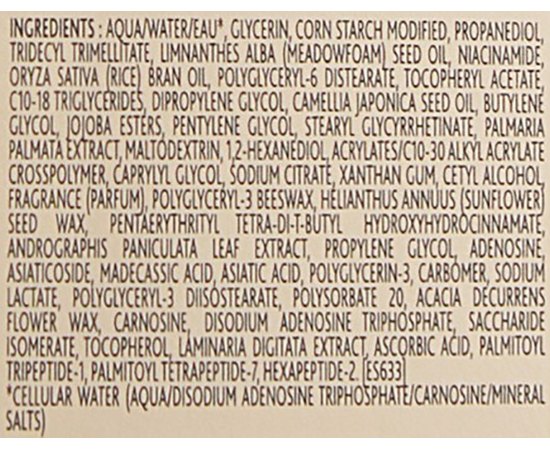 INGREDIENTS : AQUA/WATER/EAU*, GLYCERIN, CORN STARCH MODIFIED, PROPANEDIOL,
TRIDECYL TRIMELLITATE, LIMNANTHES ALBA (MEADOWFOAM) SEED OIL, NIACINAMIDE,
ORYZA SATIVA (RICE) BRAN OIL, POLYGLYCERYL-6 DISTEARATE, TOCOPHERYL ACETATE,
C10-18 TRIGLYCERIDES, DIPROPYLENE GLYCOL, CAMELLIA JAPONICA SEED OIL, BUTYLENE
GLYCOL, JOJOBA ESTERS, PENTYLENE GLYCOL, STEARYL GLYCYRRHETINATE, PALMARIA
PALMATA EXTRACT, MALTODEXTRIN, 1,2-HEXANEDIOL, ACRYLATES/C10-30 ALKYL ACRYLATE
CROSSPOLYMER, CAPRYLYL GLYCOL, SODIUM CITRATE, XANTHAN GUM, CETYL ALCOHOL,
FRAGRANCE (PARFUM), POLYGLYCERYL-3 BEESWAX, HELIANTHUS ANNUUS (SUNFLOWER)
SEED WAX, PENTAERYTHRITYL TETRA-DI-T-BUTYL HYDROXYHYDROCINNAMATE,
ANDROGRAPHIS PANICULATA LEAF EXTRACT, PROPYLENE GLYCOL, ADENOSINE,
ASIATICOSIDE, MADECASSIC ACID, ASIATIC ACID, POLYGLYCERIN-3, CARBOMER, SODIUM
LACTATE, POLYGLYCERYL-3 DIISOSTEARATE, POLYSORBATE 20, ACACIA DECURRENS
FLOWER WAX, CARNOSINE, DISODIUM ADENOSINE TRIPHOSPHATE, SACCHARIDE
ISOMERATE, TOCOPHEROL, LAMINARIA DIGITATA EXTRACT, ASCORBIC ACID, PALMITOYL
TRIPEPTIDE-1, PALMITOYL TETRAPEPTIDE-7, HEXAPEPTIDE-2. [ES633]
*CELLULAR WATER (AQUA/DISODIUM ADENOSINE TRIPHOSPHATE/CARNOSINE/MINERAL
SALTS)